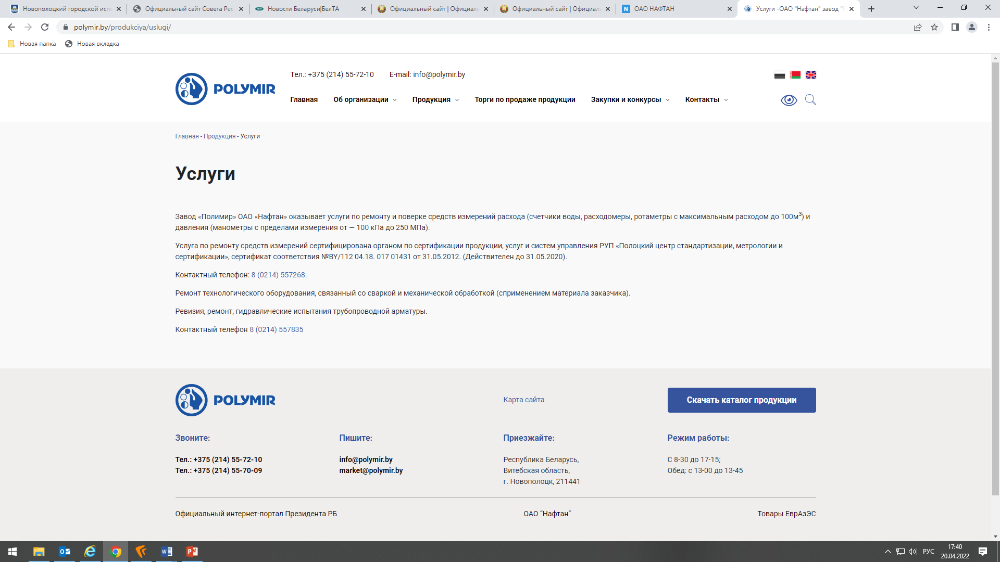 Новополоцкий городской исп
Официальный сайт Совета Рес
Новости Беларуси|БелТА
Официальный сайт | Официаль
Официальный сайт | Официаль
ОАО НАФТАН
Услуги -ОАО "Нафтан" завод "
polymir.by/produkciya/uslugi/
Новая папка
Новая вкладка
POLYMIR
Тел.: +375 (214) 55-72-10
E-mail: info@polymir.by
Главная
Об организации
Продукция
Торги по продаже продукции
Закупки и конкурсы
Контакты
Главная - Продукция - Услуги
Услуги
Завод «Полимир» ОАО «Нафтан» оказывает услуги по ремонту и поверке средств измерений расхода (счетчики воды, расходомеры, ротаметры с максимальным расходом до 100м³) и
давления (манометры с пределами измерения от — 100 кПа до 250 МПа).
Услуга по ремонту средств измерений сертифицирована органом по сертификации продукции, услуг и систем управления РУП «Полоцкий центр стандартизации, метрологии и
сертификации», сертификат соответствия №BY/112 04.18. 017 01431 от 31.05.2012. (Действителен до 31.05.2020).
Контактный телефон: 8 (0214) 557268.
Ремонт технологического оборудования, связанный со сваркой и механической обработкой (сприменением материала заказчика).
Ревизия, ремонт, гидравлические испытания трубопроводной арматуры.
Контактный телефон 8 (0214) 557835
POLYMIR
Карта сайта
Скачать каталог продукции
Звоните:
Тел.: +375 (214) 55-72-10
Тел.: +375 (214) 55-70-09
Пишите:
info@polymir.by
market@polymir.by
Приезжайте:
Республика Беларусь,
Витебская область,
г. Новополоцк, 211441
Режим работы:
С 8-30 до 17-15;
Обед: с 13-00 до 13-45
Официальный интернет-портал Президента РБ
ОАО “Нафтан“
Товары ЕврАзЭС
РУС
17:40
20.04.2022